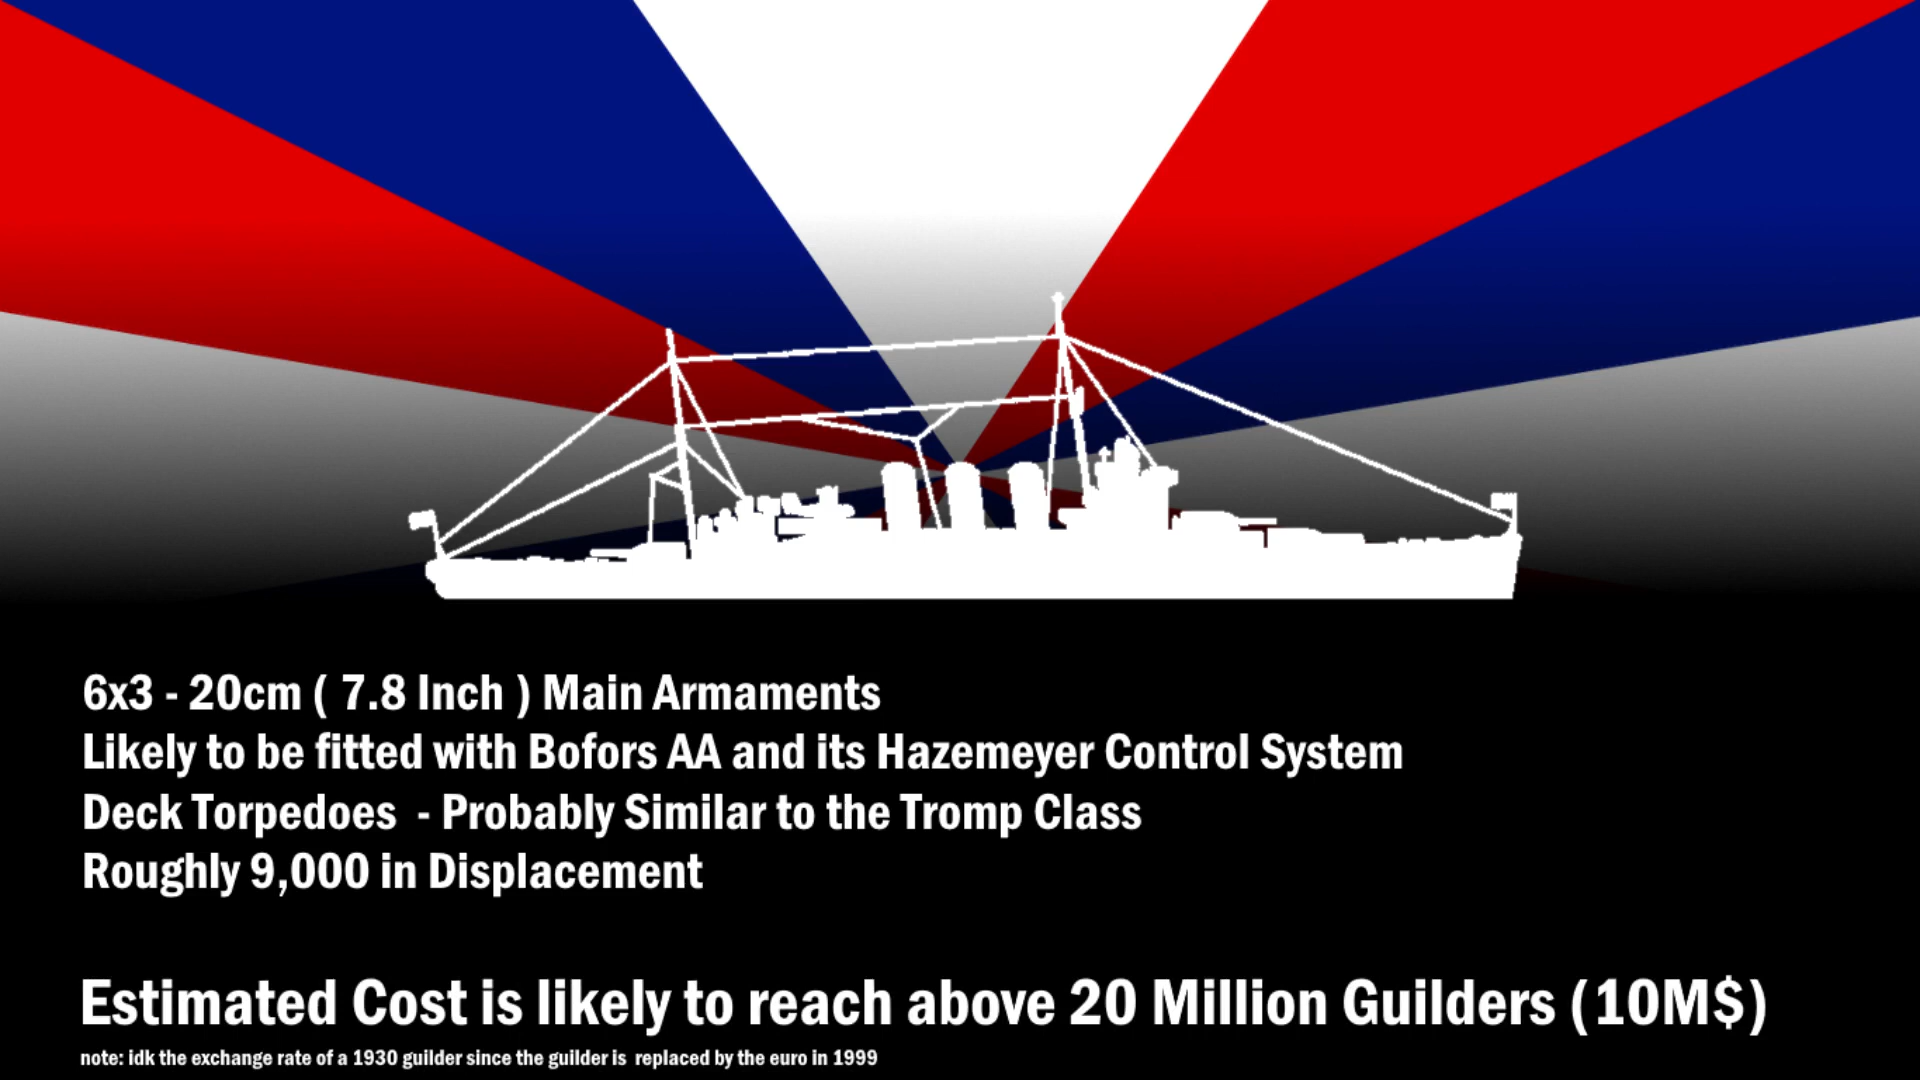 6x3 - 20cm ( 7.8 Inch ) Main Armaments
Likely to be fitted with Bofors AA and its Hazemeyer Control System
Deck Torpedoes  - Probably Similar to the Tromp Class
Roughly 9,000 in Displacement
Estimated Cost is likely to reach above 20 Million Guilders (10M$)
note: idk the exchange rate of a 1930 guilder since the guilder is  replaced by the euro in 1999